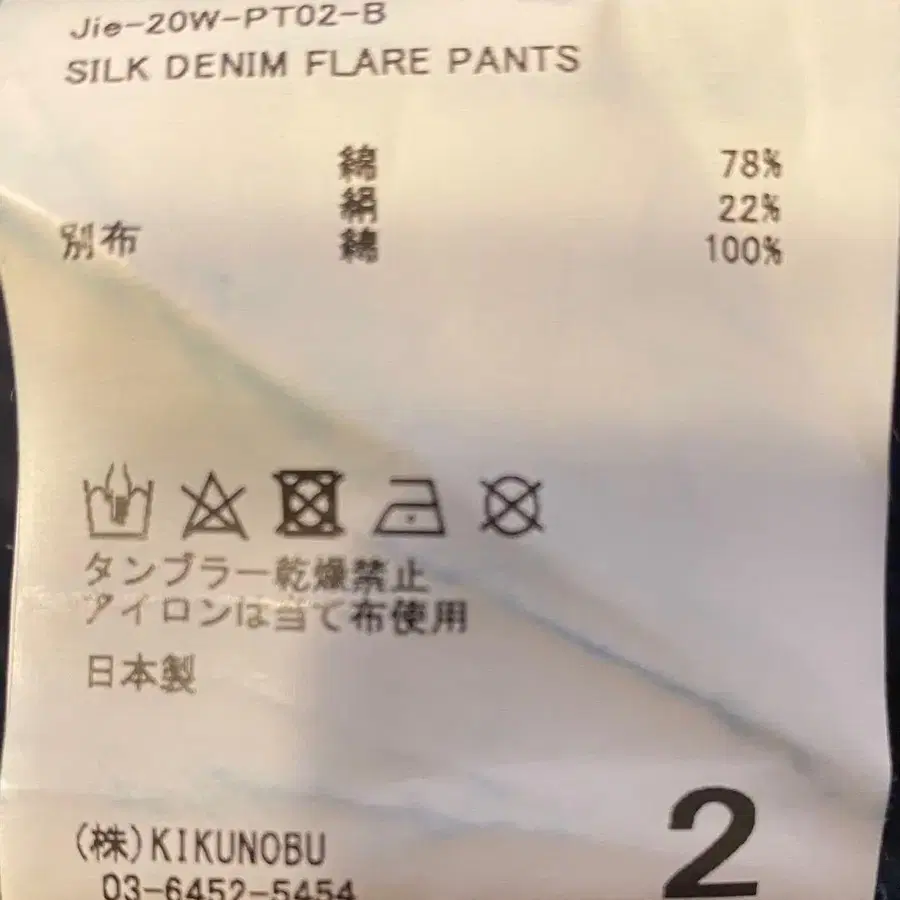 Jie-20W-PT02-B
SILK DENIM FLARE PANTS
綿 78%
絹 22%
別布 綿 100%
タンブラー乾燥禁止
アイロンは当て布使用
日本製
(株)KIKUNOBU
03-6452-5454
2